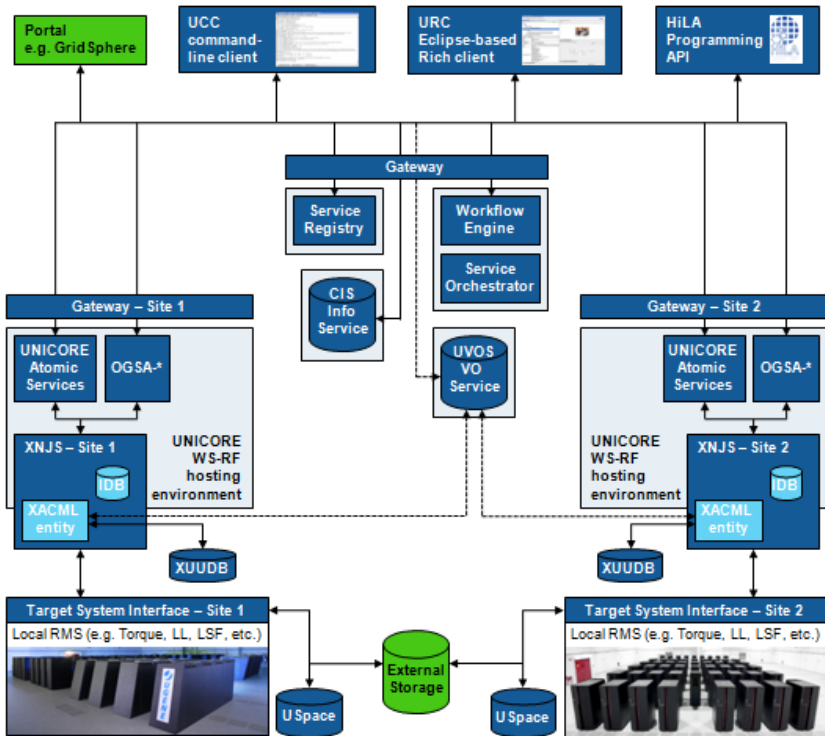 Portal
e.g. GridSphere
UCC
command-
line client
URC
Eclipse-based
Rich client
HiLA
Programming
API
Gateway
Service
Registry
Workflow
Engine
CIS
Info
Service
Service
Orchestrator
Gateway – Site 1
Gateway – Site 2
UNICORE
Atomic
Services
OGSA-*
UVOS
VO
Service
UNICORE
Atomic
Services
OGSA-*
XNJS – Site 1
IDB
UNICORE
WS-RF
hosting
environment
XACML
entity
XUUDB
UNICORE
WS-RF
hosting
environment
XNJS – Site 2
IDB
XACML
entity
XUUDB
Target System Interface – Site 1
Local RMS (e.g. Torque, LL, LSF, etc.)
JUGENE
USpace
External
Storage
Target System Interface – Site 2
Local RMS (e.g. Torque, LL, LSF, etc.)
USpace